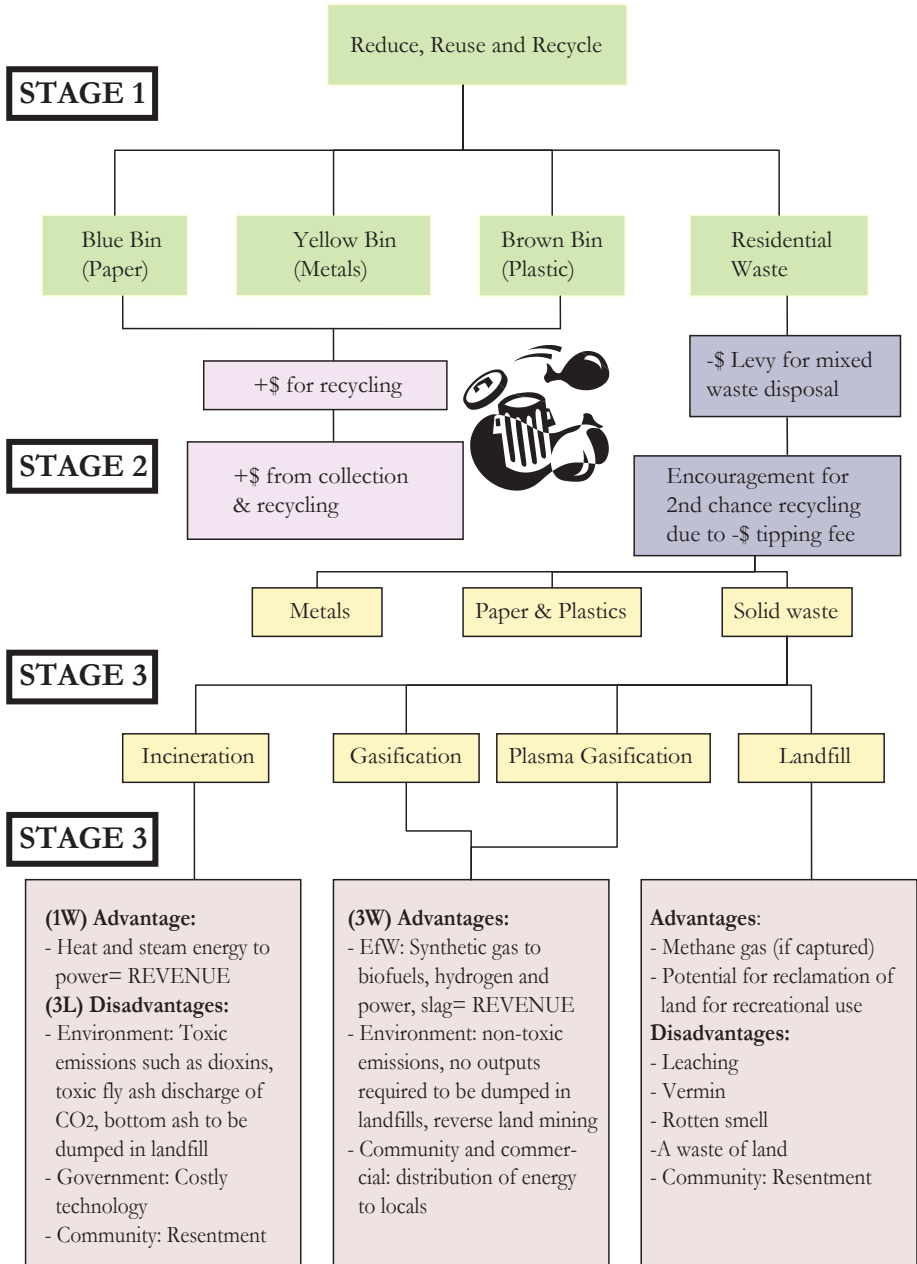 Reduce, Reuse and Recycle
STAGE 1
Blue Bin
(Paper)
Yellow Bin
(Metals)
Brown Bin
(Plastic)
Residential
Waste
+$ for recycling
-$ Levy for mixed
waste disposal
STAGE 2
+$ from collection
& recycling
Encouragement for
2nd chance recycling
due to -$ tipping fee
Metals
Paper & Plastics
Solid waste
STAGE 3
Incineration
Gasification
Plasma Gasification
Landfill
STAGE 3
(1W) Advantage:
- Heat and steam energy to
power= REVENUE
(3L) Disadvantages:
- Environment: Toxic
emissions such as dioxins,
toxic fly ash discharge of
CO2, bottom ash to be
dumped in landfill
- Government: Costly
technology
- Community: Resentment
(3W) Advantages:
- EfW: Synthetic gas to
biofuels, hydrogen and
power, slag= REVENUE
- Environment: non-toxic
emissions, no outputs
required to be dumped in
landfills, reverse land mining
- Community and commer-
cial: distribution of energy
to locals
Advantages:
- Methane gas (if captured)
- Potential for reclamation of
land for recreational use
Disadvantages:
- Leaching
- Vermin
- Rotten smell
-A waste of land
- Community: Resentment